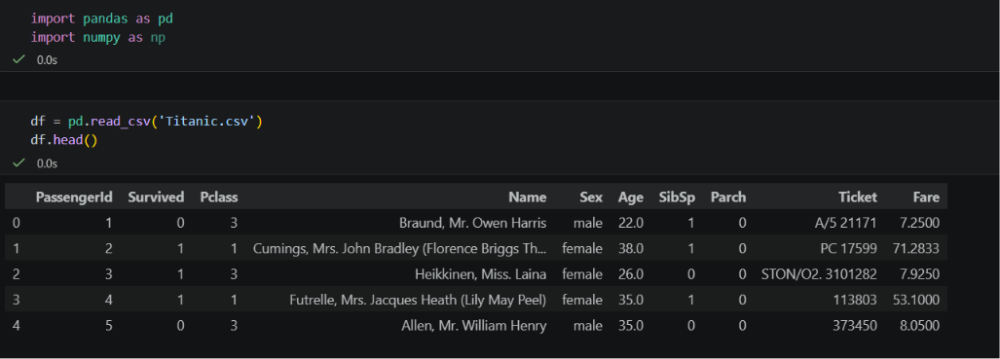 import pandas as pd
import numpy as np
0.0s
df = pd.read_csv('Titanic.csv')
df.head()
0.0s
PassengerId Survived Pclass Name Sex Age SibSp Parch Ticket Fare
0 1 0 3 Braund, Mr. Owen Harris male 22.0 1 0 A/5 21171 7.2500
1 2 1 1 Cumings, Mrs. John Bradley (Florence Briggs Th... female 38.0 1 0 PC 17599 71.2833
2 3 1 3 Heikkinen, Miss. Laina female 26.0 0 0 STON/O2. 3101282 7.9250
3 4 1 1 Futrelle, Mrs. Jacques Heath (Lily May Peel) female 35.0 1 0 113803 53.1000
4 5 0 3 Allen, Mr. William Henry male 35.0 0 0 373450 8.0500